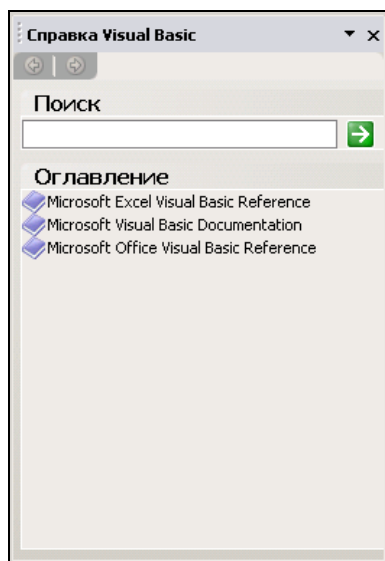 Справка Visual Basic
Поиск
Оглавление
Microsoft Excel Visual Basic Reference
Microsoft Visual Basic Documentation
Microsoft Office Visual Basic Reference